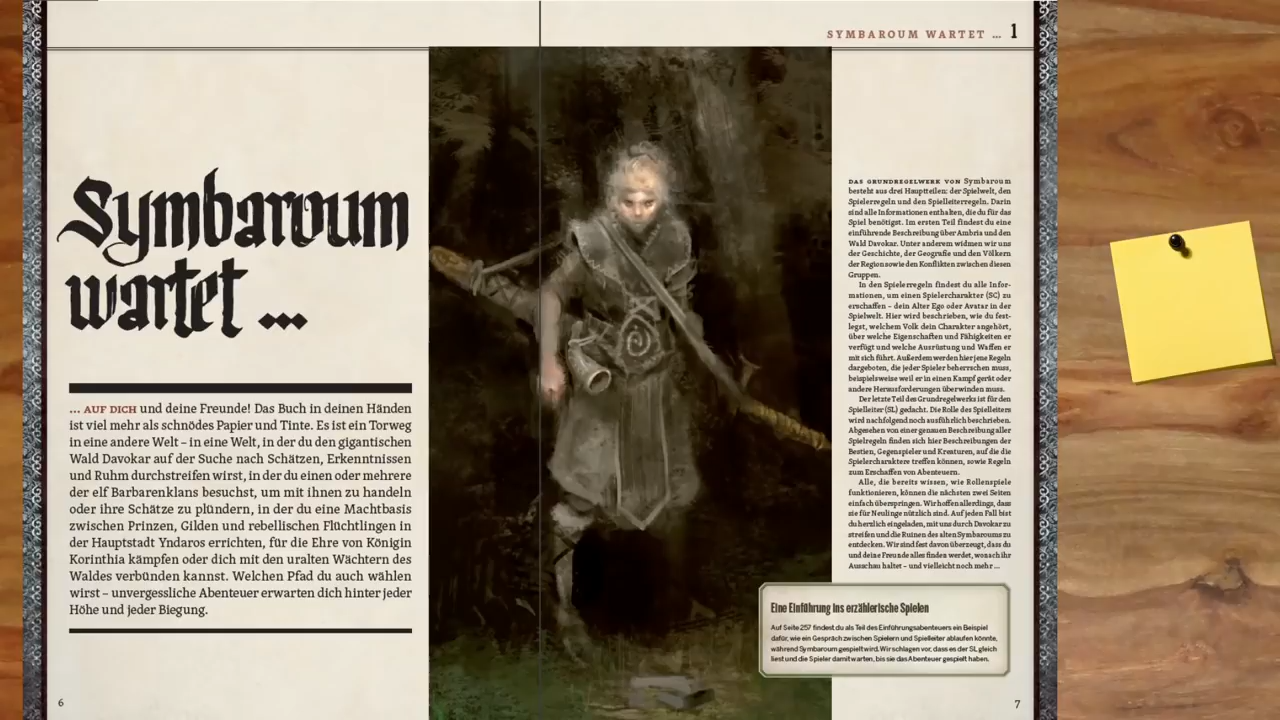 SYMBAROUM WARTET ... 1
Symbaroum
wartet ...
... AUF DICH und deine Freunde! Das Buch in deinen Händen
ist viel mehr als schnödes Papier und Tinte. Es ist ein Torweg
in eine andere Welt – in eine Welt, in der du den gigantischen
Wald Davokar auf der Suche nach Schätzen, Erkenntnissen
und Ruhm durchstreifen wirst, in der du einen oder mehrere
der elf Barbarenklans besuchst, um mit ihnen zu handeln
oder ihre Schätze zu plündern, in der du eine Machtbasis
zwischen Prinzen, Gilden und rebellischen Flüchtlingen in
der Hauptstadt Yndaros errichten, für die Ehre von Königin
Korinthia kämpfen oder dich mit den uralten Wächtern des
Waldes verbünden kannst. Welchen Pfad du auch wählen
wirst – unvergessliche Abenteuer erwarten dich hinter jeder
Höhe und jeder Biegung.
6
DAS GRUNDREGELWERK VON Symbaroum
besteht aus drei Hauptteilen: der Spielwelt, den
Spielerregeln und den Spielleiterregeln. Darin
sind alle Informationen enthalten, die du für das
Spiel benötigst. Im ersten Teil findest du eine
einführende Beschreibung über Ambria und den
Wald Davokar. Unter anderem widmen wir uns
der Geschichte, der Geografie und den Völkern
der Region sowie den Konflikten zwischen diesen
Gruppen.
In den Spielerregeln findest du alle Infor-
mationen, um einen Spielercharakter (SC) zu
erschaffen – dein Alter Ego oder Avatar in der
Spielwelt. Hier wird beschrieben, wie du fest-
legst, welchem Volk dein Charakter angehört,
über welche Eigenschaften und Fähigkeiten er
verfügt und welche Ausrüstung und Waffen er
mit sich führt. Außerdem werden hier jene Regeln
dargeboten, die jeder Spieler beherrschen muss,
beispielsweise weil er in einen Kampf gerät oder
andere Herausforderungen überwinden muss.
Der letzte Teil des Grundregelwerks ist für den
Spielleiter (SL) gedacht. Die Rolle des Spielleiters
wird nachfolgend noch ausführlich beschrieben.
Abgesehen von einer genauen Beschreibung aller
Spielregeln finden sich hier Beschreibungen der
Bestien, Gegenspieler und Kreaturen, auf die die
Spielercharaktere treffen können, sowie Regeln
zum Erschaffen von Abenteuern.
Alle, die bereits wissen, wie Rollenspiele
funktionieren, können die nächsten zwei Seiten
einfach überspringen. Wir hoffen allerdings, dass
sie für Neulinge nützlich sind. Auf jeden Fall bist
du herzlich eingeladen, mit uns durch Davokar zu
streifen und die Ruinen des alten Symbaroums zu
entdecken. Wir sind fest davon überzeugt, dass du
und deine Freunde alles finden werdet, wonach ihr
Ausschau haltet – und vielleicht noch mehr ...
Eine Einführung ins erzählerische Spielen
Auf Seite 257 findest du als Teil des Einführungsabenteuers ein Beispiel
dafür, wie ein Gespräch zwischen Spielern und Spielleiter ablaufen könnte,
während Symbaroum gespielt wird. Wir schlagen vor, dass es der SL gleich
liest und die Spieler damit warten, bis sie das Abenteuer gespielt haben.
7